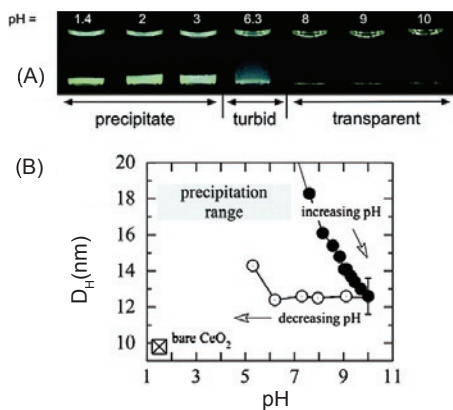 pH = 1.4 2 3 6.3 8 9 10
(A)
precipitate turbid transparent
(B)
20
18
16
14
12
10
D_H(nm)
precipitation
range
increasing pH
decreasing pH
bare CeO₂
1 3 5 7 9 11
pH